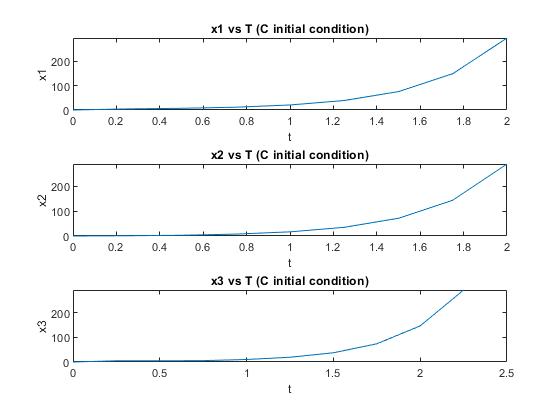 x1 vs T (C initial condition)
200
100
0
x1
0 0.2 0.4 0.6 0.8 1 1.2 1.4 1.6 1.8 2
t
x2 vs T (C initial condition)
200
100
0
x2
0 0.2 0.4 0.6 0.8 1 1.2 1.4 1.6 1.8 2
t
x3 vs T (C initial condition)
200
100
0
x3
0 0.5 1 1.5 2 2.5
t